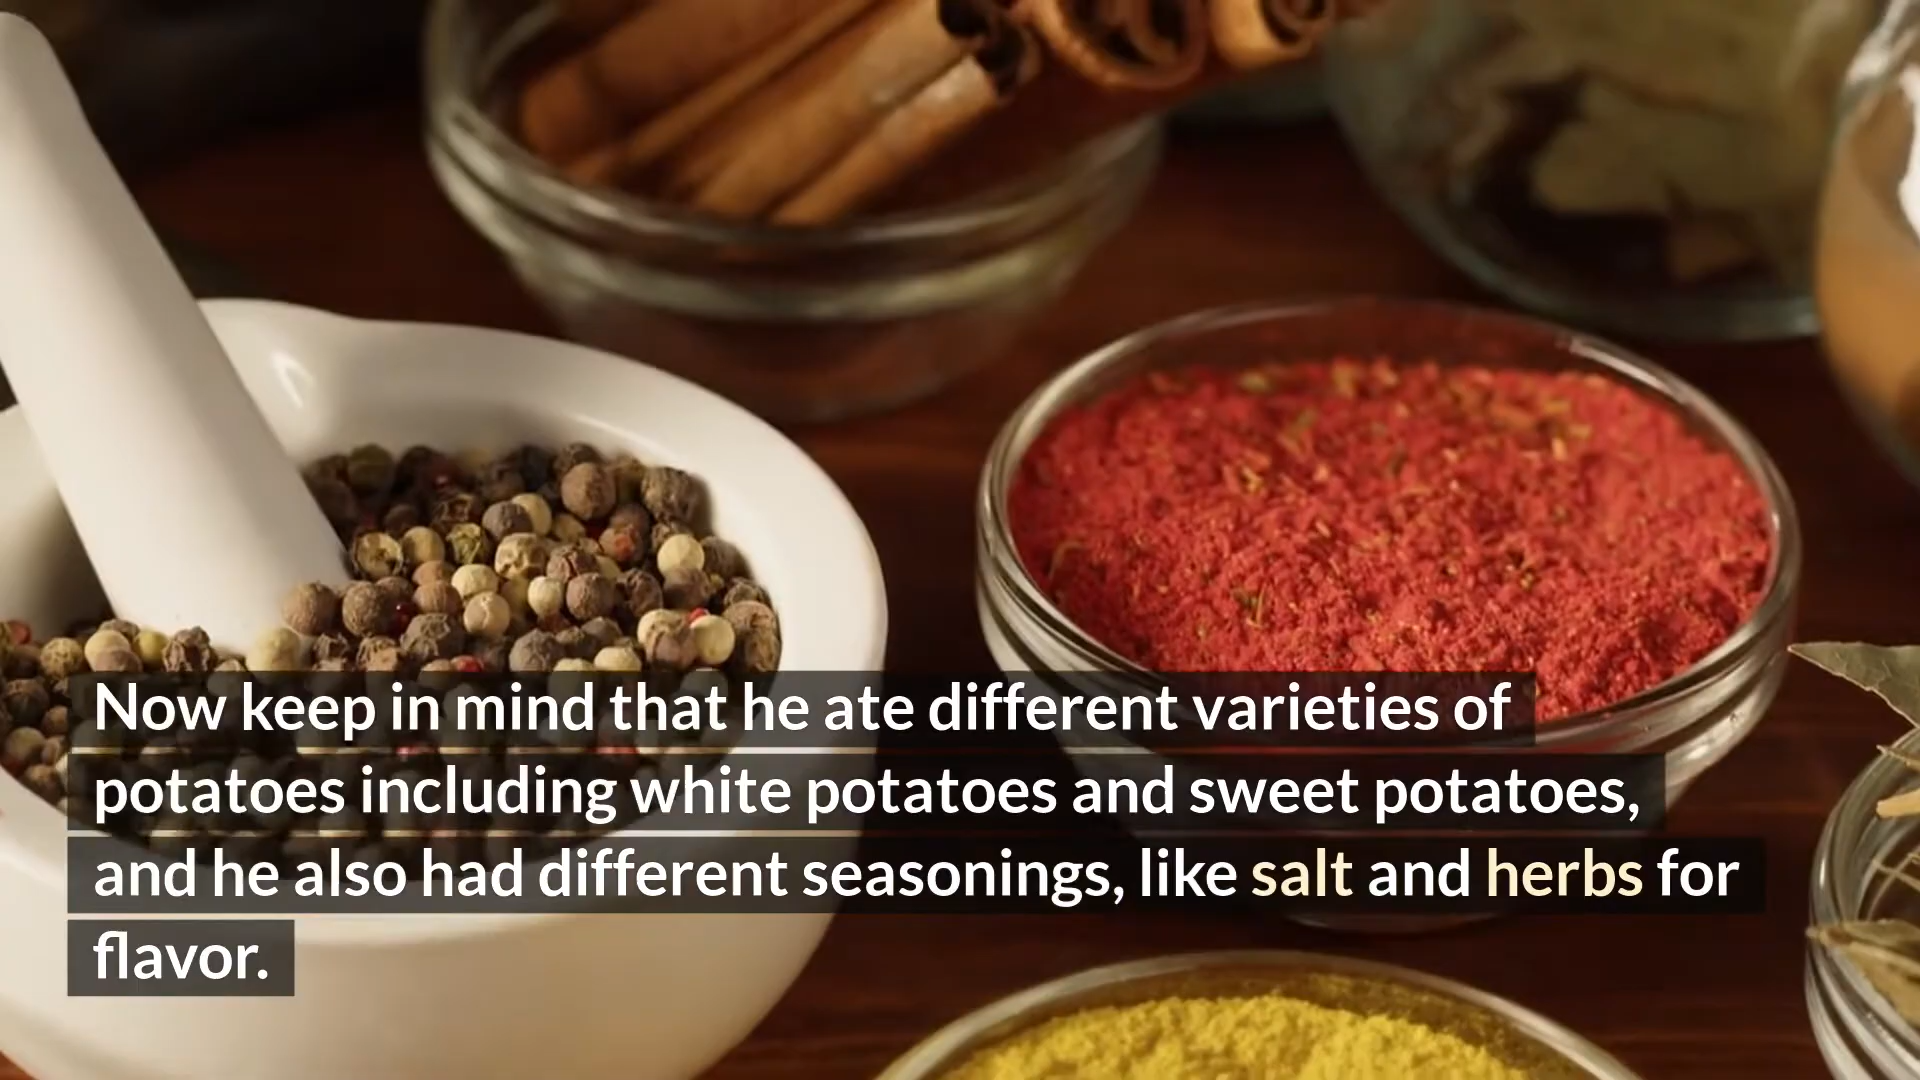 Now keep in mind that he ate different varieties of
potatoes including white potatoes and sweet potatoes,
and he also had different seasonings, like salt and herbs for
flavor.